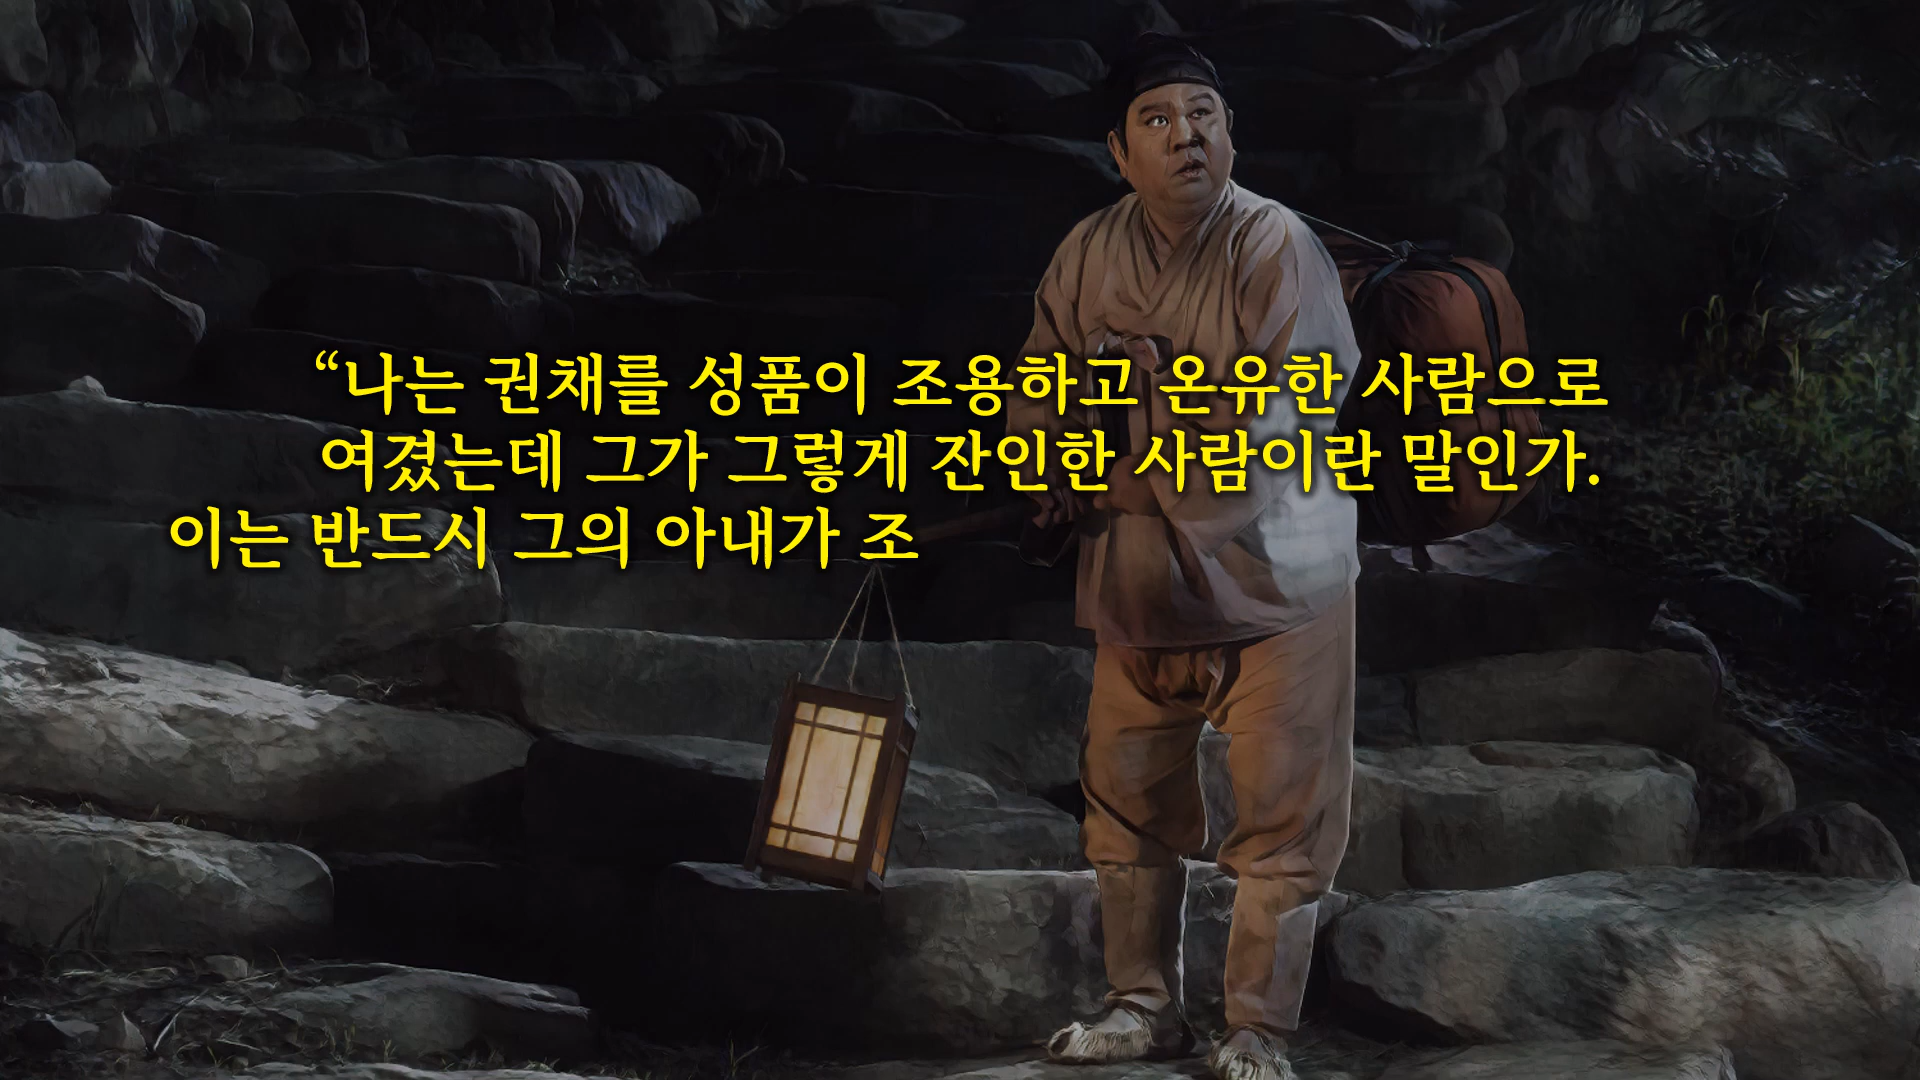 “나는 권채를 성품이 조용하고 온유한 사람으로
여겼는데 그가 그렇게 잔인한 사람이란 말인가.
이는 반드시 그의 아내가 조